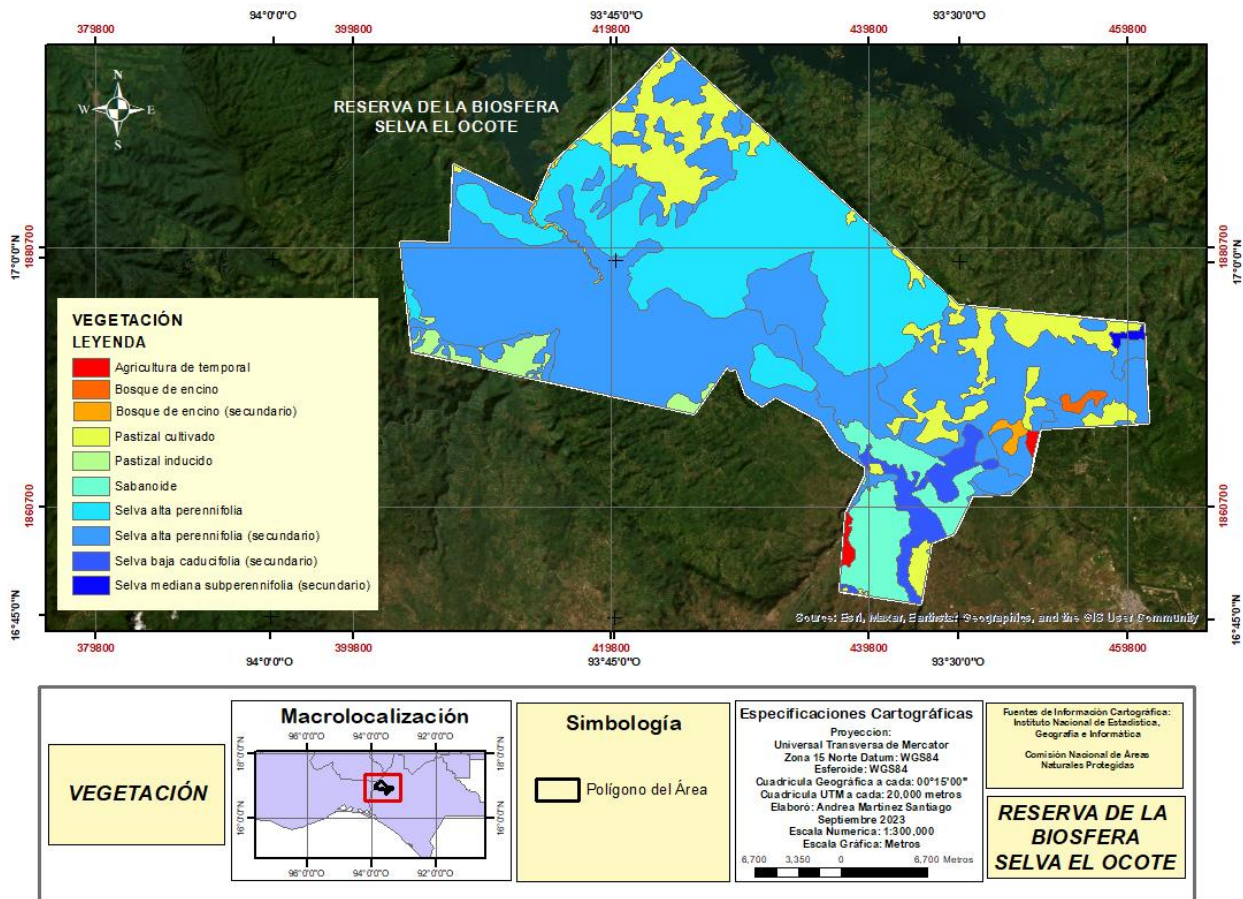 94°0'0"O 93°45'0"O 93°30'0"O
379800 399800 419800 439800 459800
N
W E
S
RESERVA DE LA BIOSFERA
SELVA EL OCOTE
17°0'0"N
1880700
1880700
17°0'0"N
VEGETACIÓN
LEYENDA
Agricultura de temporal
Bosque de encino
Bosque de encino (secundario)
Pastizal cultivado
Pastizal inducido
Sabanoide
Selva alta perennifolia
Selva alta perennifolia (secundario)
Selva baja caducifolia (secundario)
Selva mediana subperennifolia (secundario)
1860700
1860700
16°45'0"N
16°45'0"N
Source: Esri, Maxar, Earthstar Geographics, and the GIS User Community
379800 399800 419800 439800 459800
94°0'0"O 93°45'0"O 93°30'0"O
VEGETACIÓN
Macrolocalización
96°0'0"O 94°0'0"O 92°0'0"O
18°0'0"N
18°0'0"N
16°0'0"N
16°0'0"N
96°0'0"O 94°0'0"O 92°0'0"O
Simbología
Polígono del Área
Especificaciones Cartográficas
Proyeccion:
Universal Transversa de Mercator
Zona 15 Norte Datum: WGS84
Esferoide: WGS84
Cuadricula Geográfica a cada: 00°15'00"
Cuadricula UTM a cada: 20,000 metros
Elaboró: Andrea Martínez Santiago
Septiembre 2023
Escala Numerica: 1:300,000
Escala Gráfica: Metros
6,700 3,350 0 6,700 Metros
Fuentes de Información Cartográfica:
Instituto Nacional de Estadística,
Geografía e Informática
Comisión Nacional de Áreas
Naturales Protegidas
RESERVA DE LA
BIOSFERA
SELVA EL OCOTE